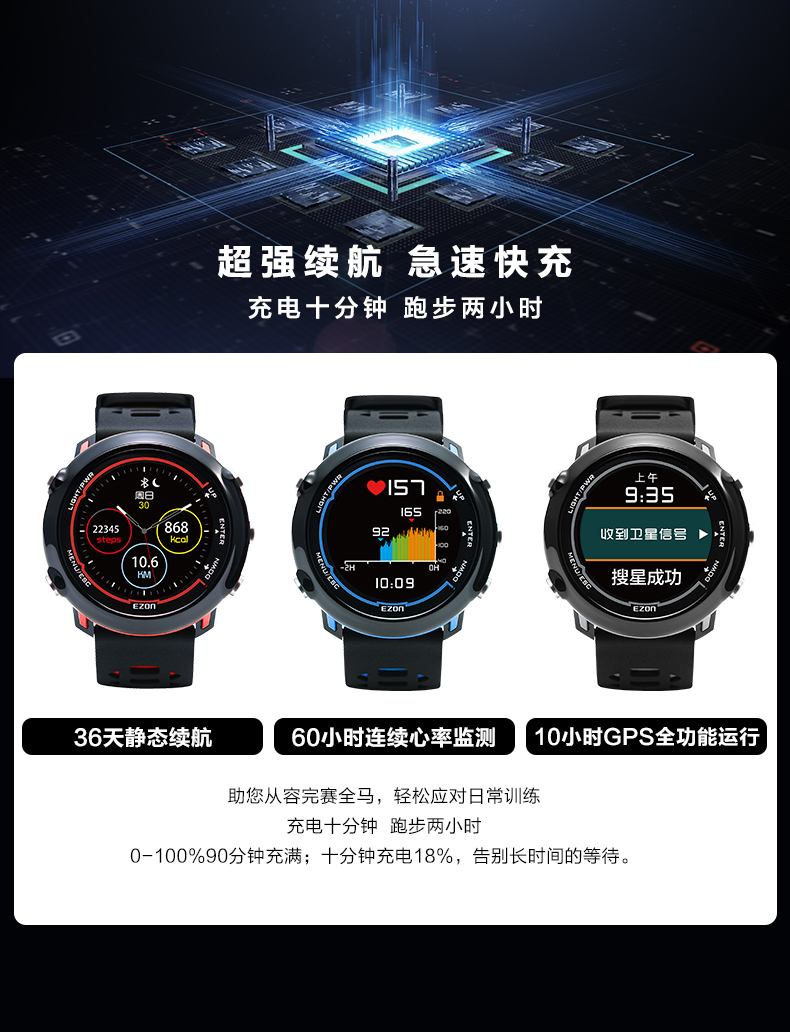 超强续航 急速快充
充电十分钟 跑步两小时
LIGHT/PWR
UP
周日
30
22345
steps
868
kcal
10.6
KM
ENTER
MENU/ESC
DOWN
EZON
LIGHT/PWR
UP
157
165
220
92
160
100
40
-2H
0H
10:09
ENTER
MENU/ESC
DOWN
EZON
LIGHT/PWR
UP
上午
9:35
收到卫星信号
搜星成功
ENTER
MENU/ESC
DOWN
EZON
36天静态续航
60小时连续心率监测
10小时GPS全功能运行
助您从容完赛全马，轻松应对日常训练
充电十分钟 跑步两小时
0-100%90分钟充满；十分钟充电18%，告别长时间的等待。